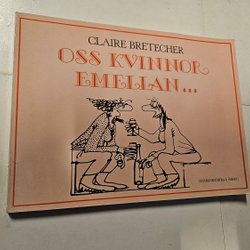 CLAIRE BRETECHER
OSS KVINNOR
EMELLAN...